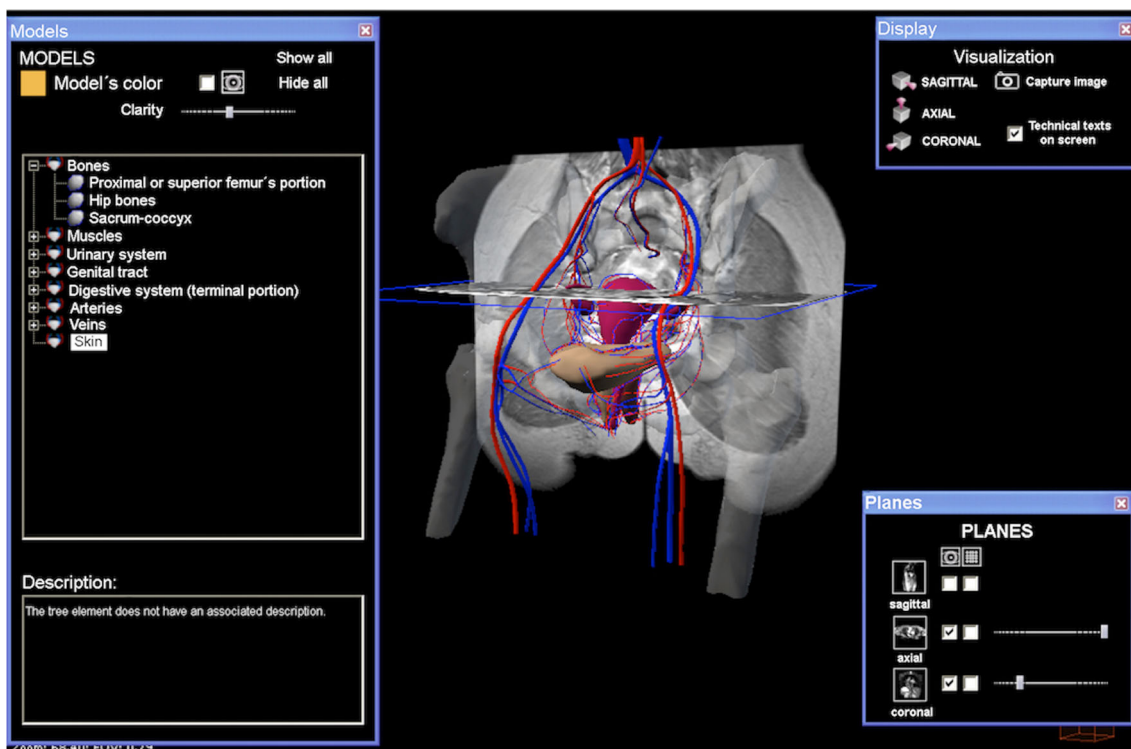 Models
MODELS
Show all
Model´s color
Hide all
Clarity
Bones
Proximal or superior femur´s portion
Hip bones
Sacrum-coccyx
Muscles
Urinary system
Genital tract
Digestive system (terminal portion)
Arteries
Veins
Skin
Description:
The tree element does not have an associated description.
Display
Visualization
SAGITTAL
Capture image
AXIAL
Technical texts
on screen
CORONAL
Planes
PLANES
sagittal
axial
coronal